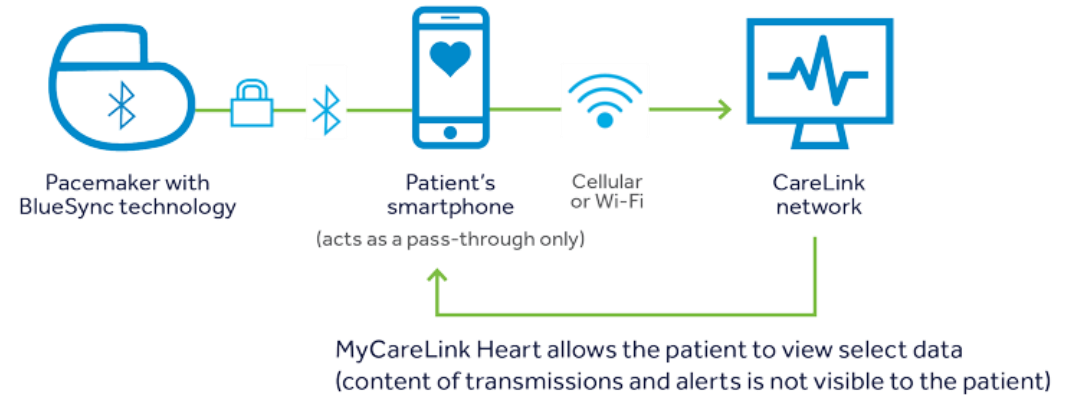 Pacemaker with
BlueSync technology
Patient's
smartphone
(acts as a pass-through only)
Cellular
or Wi-Fi
CareLink
network
MyCareLink Heart allows the patient to view select data
(content of transmissions and alerts is not visible to the patient)